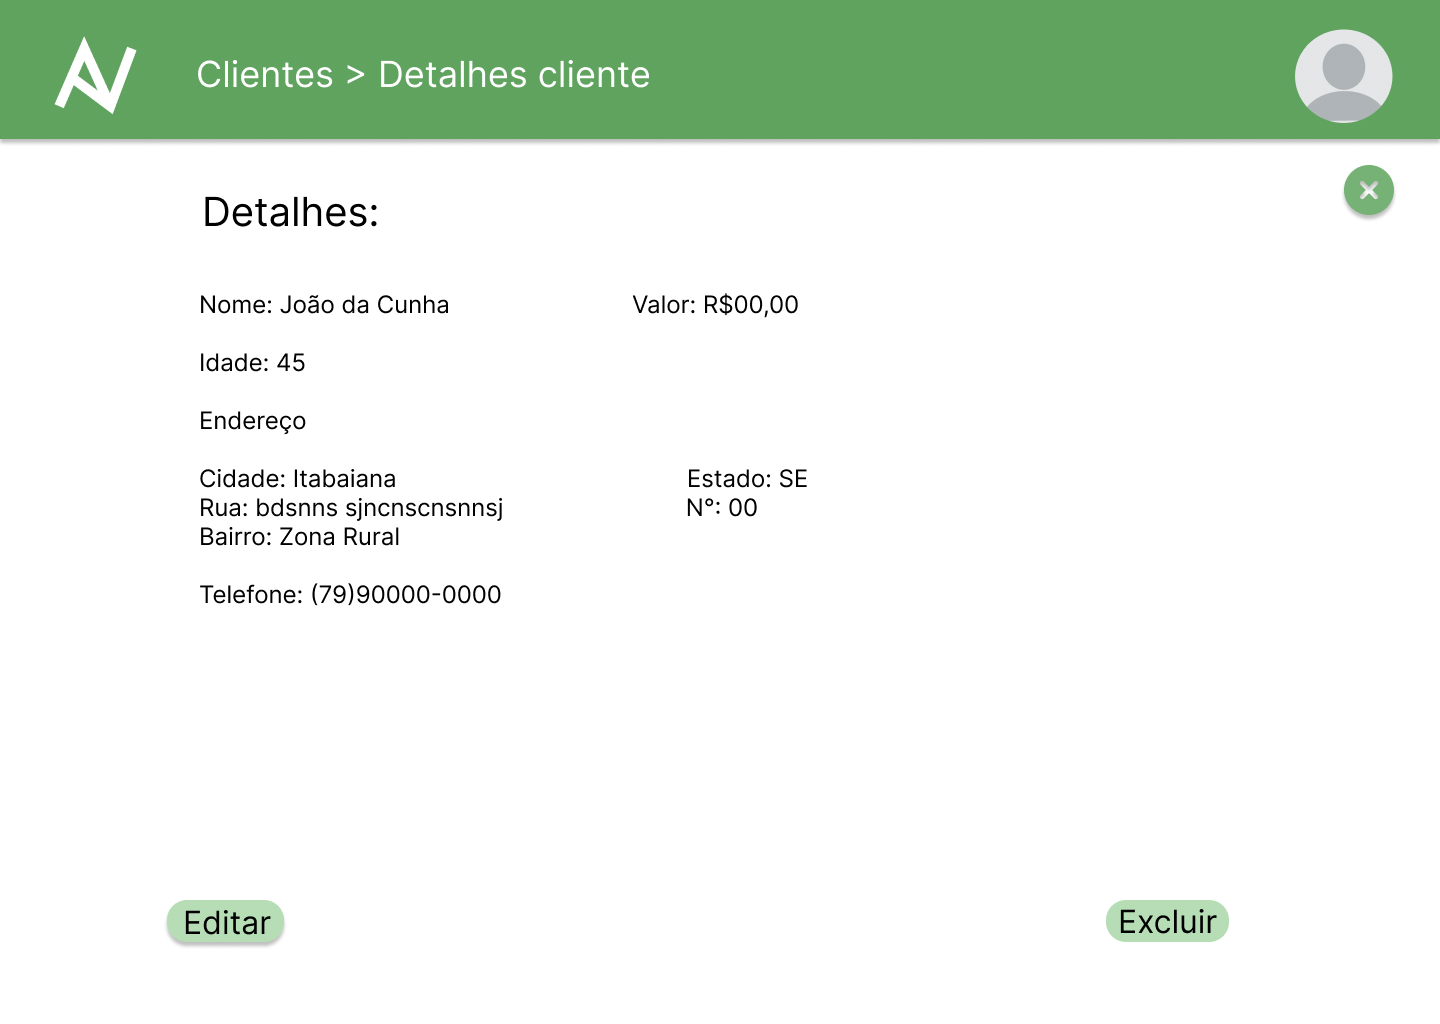 Clientes > Detalhes cliente
Detalhes:
Nome: João da Cunha Valor: R$00,00
Idade: 45
Endereço
Cidade: Itabaiana Estado: SE
Rua: bdsnns sjncnscnsnnsj N°: 00
Bairro: Zona Rural
Telefone: (79)90000-0000
Editar Excluir